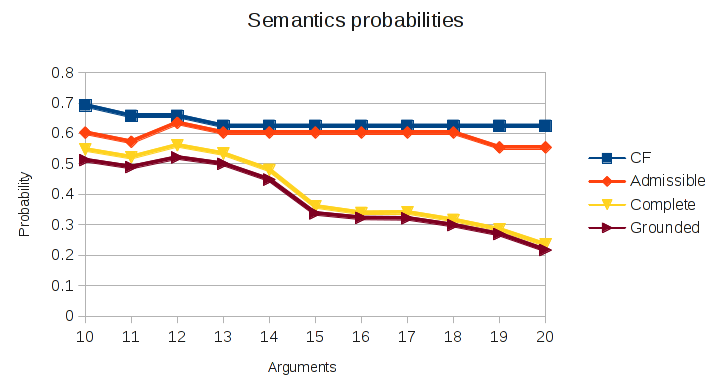 Semantics probabilities
0.8
0.7
0.6
0.5
0.4
0.3
0.2
0.1
0
Probability
10 11 12 13 14 15 16 17 18 19 20
Arguments
CF
Admissible
Complete
Grounded